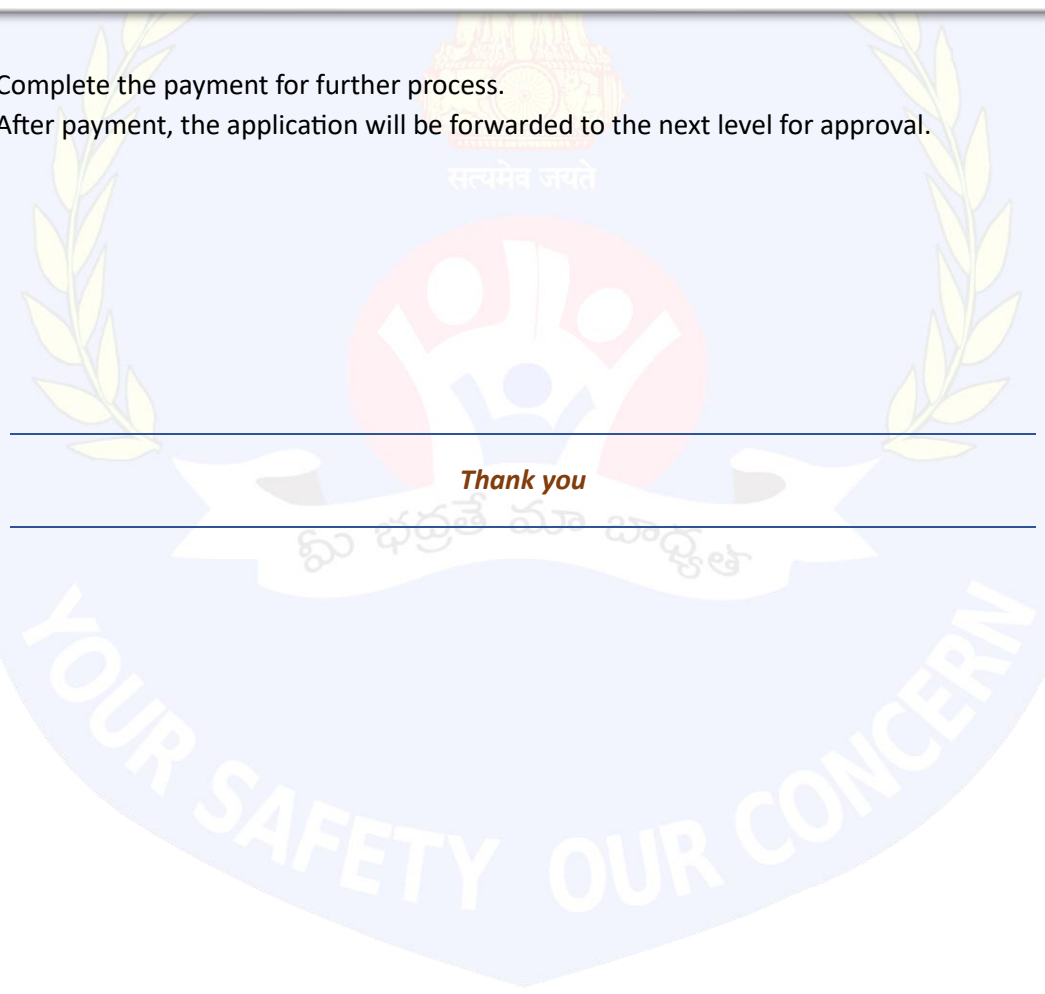 Complete the payment for further process.
After payment, the application will be forwarded to the next level for approval.
सत्यमेव जयते
Thank you
మీ భద్రతే మా బాధ్యత
YOUR SAFETY OUR CONCERN